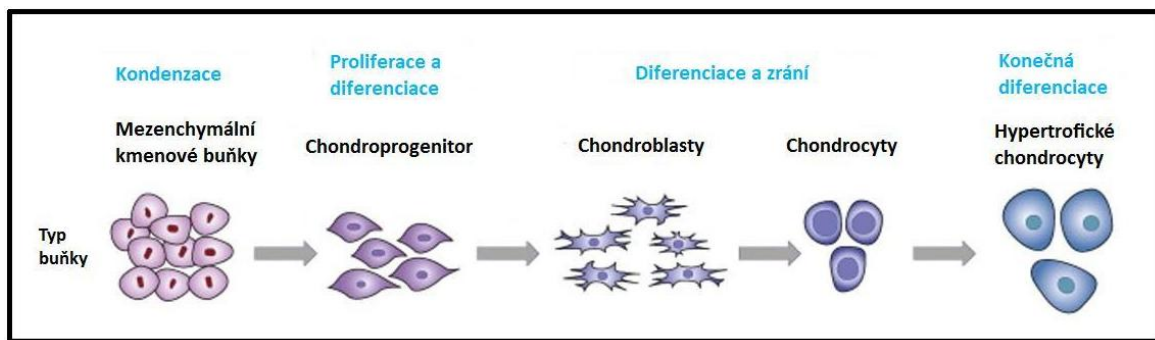 Kondenzace
Proliferace a
diferenciace
Diferenciace a zrání
Konečná
diferenciace
Mezenchymální
kmenové buňky
Chondroprogenitor
Chondroblasty
Chondrocyty
Hypertrofické
chondrocyty
Typ
buňky